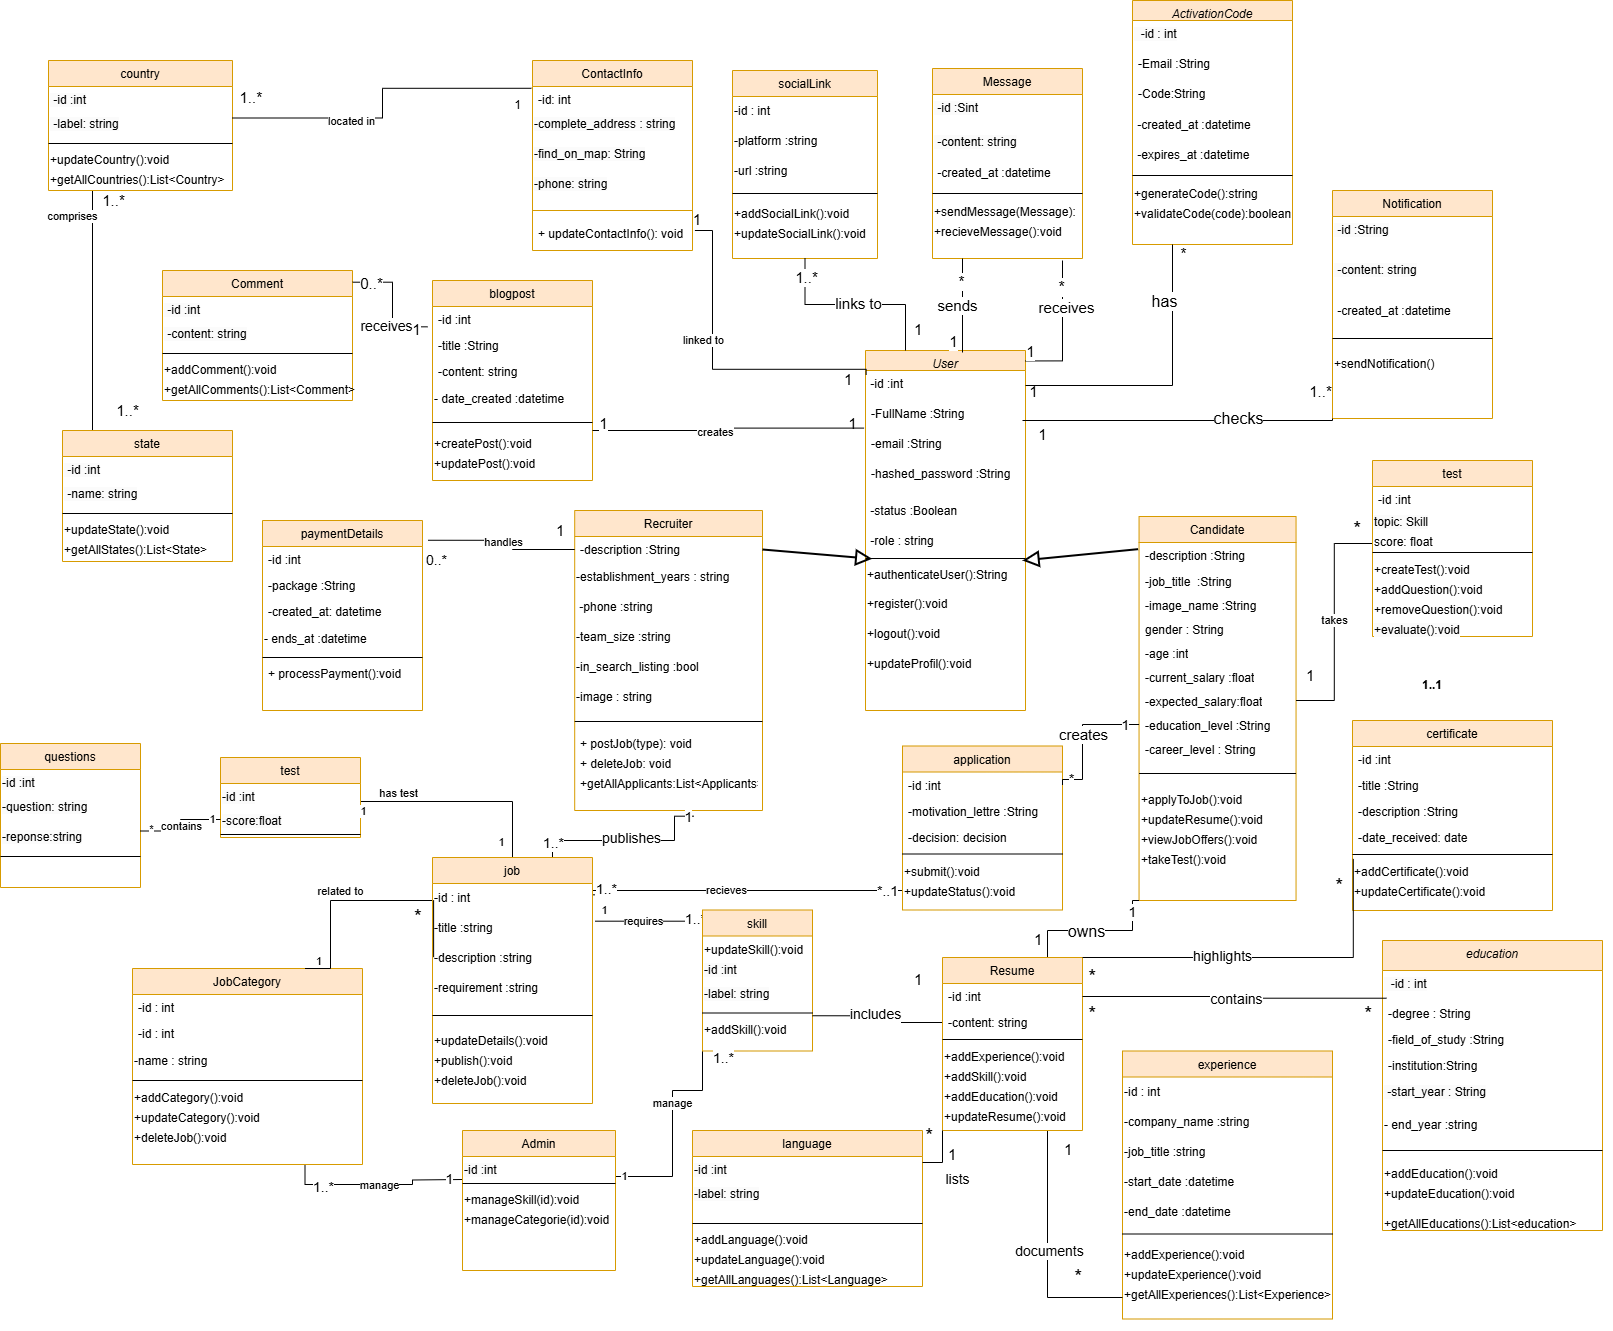 ActivationCode
-id : int
-Email :String
-Code:String
-created_at :datetime
-expires_at :datetime
+generateCode():string
+validateCode(code):boolean
*
has
1
country
-id :int
-label: string
+updateCountry():void
+getAllCountries():List<Country>
1..*
located in
1
1..*
comprises
1..*
ContactInfo
-id: int
-complete_address : string
-find_on_map: String
-phone: string
+ updateContactInfo(): void
1
linked to
1
socialLink
-id : int
-platform :string
-url :string
+addSocialLink():void
+updateSocialLink():void
1..*
links to
1
Message
-id :Sint
-content: string
-created_at :datetime
+sendMessage(Message):
+recieveMessage():void
*
sends
1
*
receives
1
Notification
-id :String
-content: string
-created_at :datetime
+sendNotification()
1..*
checks
1
Comment
-id :int
-content: string
+addComment():void
+getAllComments():List<Comment>
0..*
receives
1
blogpost
-id :int
-title :String
-content: string
- date_created :datetime
+createPost():void
+updatePost():void
1
creates
1
User
-id :int
-FullName :String
-email :String
-hashed_password :String
-status :Boolean
-role : string
+authenticateUser():String
+register():void
+logout():void
+updateProfil():void
state
-id :int
-name: string
+updateState():void
+getAllStates():List<State>
paymentDetails
-id :int
-package :String
-created_at: datetime
- ends_at :datetime
+ processPayment():void
0..*
handles
1
Recruiter
-description :String
-establishment_years : string
-phone :string
-team_size :string
-in_search_listing :bool
-image : string
+ postJob(type): void
+ deleteJob: void
+getAllApplicants:List<Applicants
1
publishes
1..*
Candidate
-description :String
-job_title  :String
-image_name :String
gender : String
-age :int
-current_salary :float
-expected_salary:float
-education_level :String
-career_level : String
+applyToJob():void
+updateResume():void
+viewJobOffers():void
+takeTest():void
test
-id :int
topic: Skill
score: float
+createTest():void
+addQuestion():void
+removeQuestion():void
+evaluate():void
*
takes
1
1..1
questions
-id :int
-question: string
-reponse:string
*
contains
1
test
-id :int
-score:float
1
has test
1
application
-id :int
-motivation_lettre :String
-decision: decision
+submit():void
+updateStatus():void
1
creates
*
certificate
-id :int
-title :String
-description :String
-date_received: date
+addCertificate():void
+updateCertificate():void
*
highlights
*
job
-id : int
-title :string
-description :string
-requirement :string
+updateDetails():void
+publish():void
+deleteJob():void
1..*
recieves
*..1
1
requires
1..*
related to
*
1
skill
+updateSkill():void
-id :int
-label: string
+addSkill():void
1..*
includes
1
1
owns
1
Resume
-id :int
-content: string
+addExperience():void
+addSkill():void
+addEducation():void
+updateResume():void
*
contains
*
education
-id : int
-degree : String
-field_of_study :String
-institution:String
-start_year : String
- end_year :string
+addEducation():void
+updateEducation():void
+getAllEducations():List<education>
JobCategory
-id : int
-id : int
-name : string
+addCategory():void
+updateCategory():void
+deleteJob():void
1..*
manage
1
Admin
-id :int
+manageSkill(id):void
+manageCategorie(id):void
1
manage
language
-id :int
-label: string
+addLanguage():void
+updateLanguage():void
+getAllLanguages():List<Language>
*
1
lists
1
documents
*
experience
-id : int
-company_name :string
-job_title :string
-start_date :datetime
-end_date :datetime
+addExperience():void
+updateExperience():void
+getAllExperiences():List<Experience>